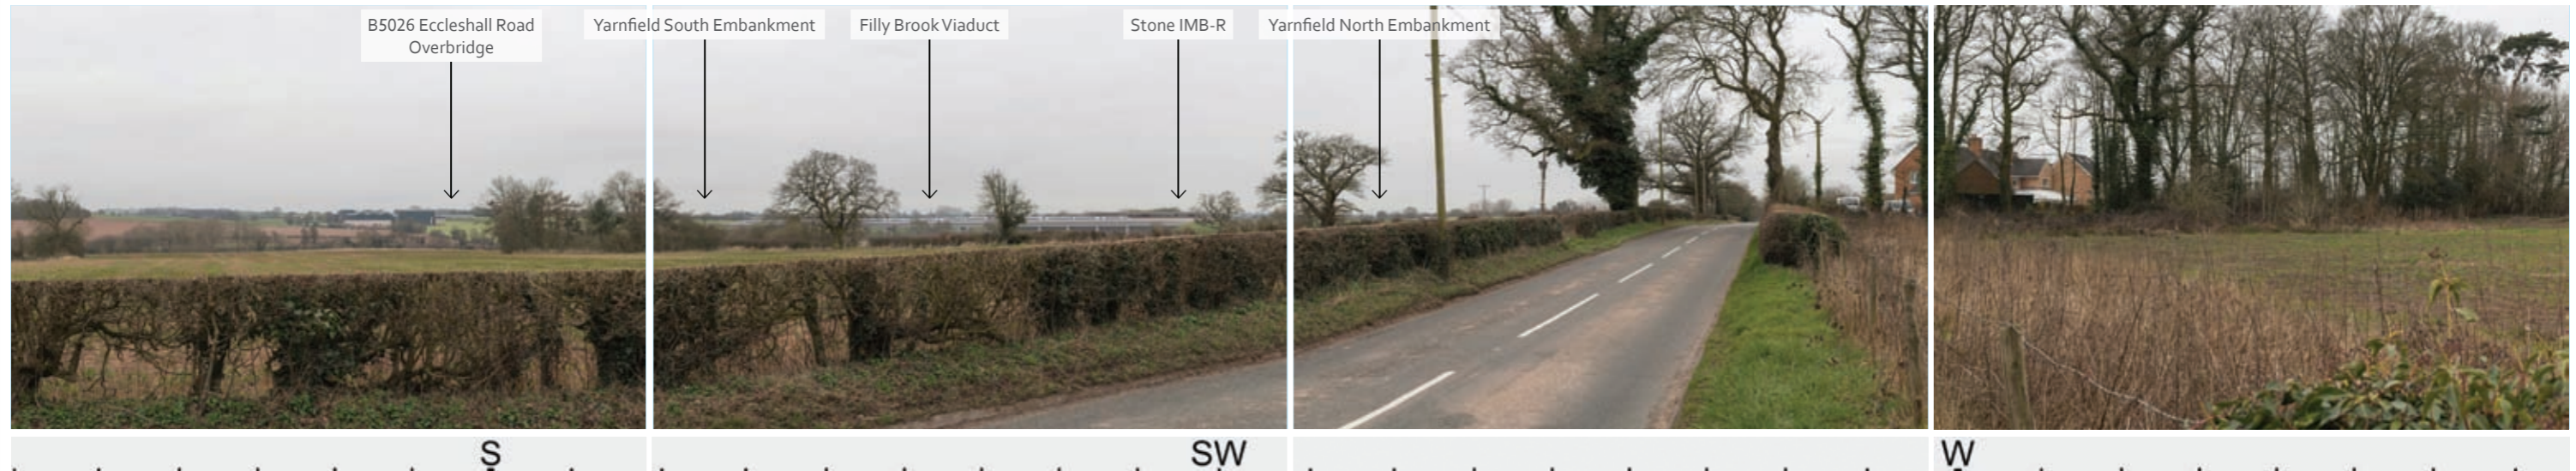 B5026 Eccleshall Road
Overbridge
Yarnfield South Embankment
Filly Brook Viaduct
Stone IMB-R
Yarnfield North Embankment
S
SW
W